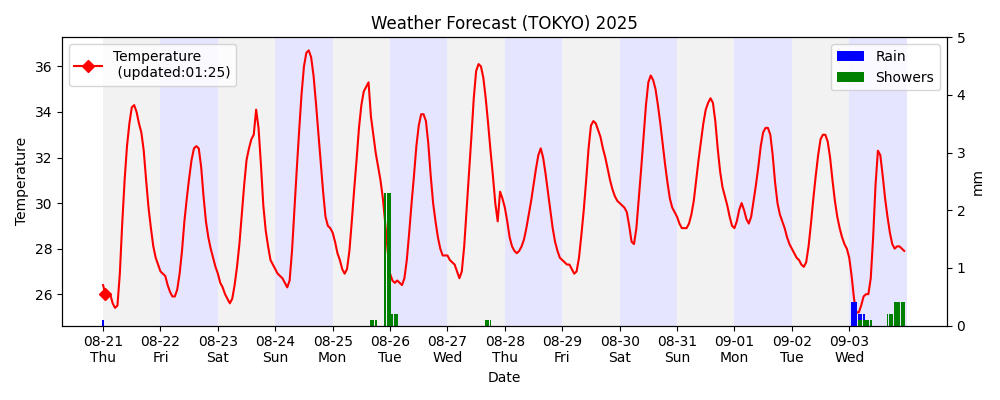 Weather Forecast (TOKYO) 2025
Temperature
(updated:01:25)
Rain
Showers
36
34
32
30
28
26
Temperature
5
4
3
2
1
0
mm
08-21 08-22 08-23 08-24 08-25 08-26 08-27 08-28 08-29 08-30 08-31 09-01 09-02 09-03
Thu Fri Sat Sun Mon Tue Wed Thu Fri Sat Sun Mon Tue Wed
Date